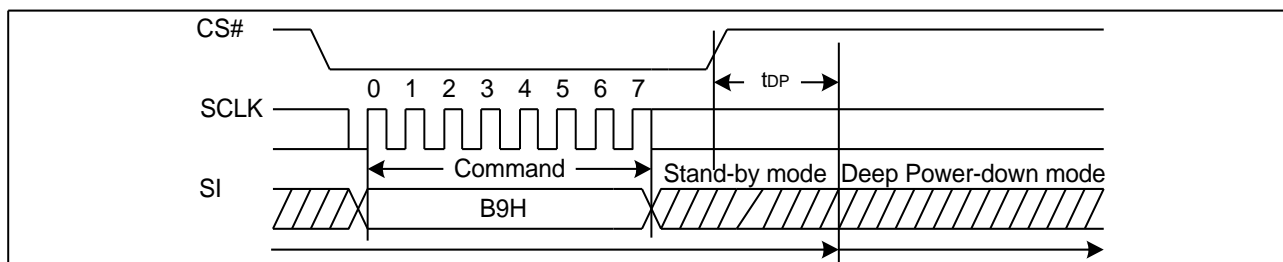 CS#
tDP
0 1 2 3 4 5 6 7
SCLK
Command
Stand-by mode Deep Power-down mode
SI
B9H